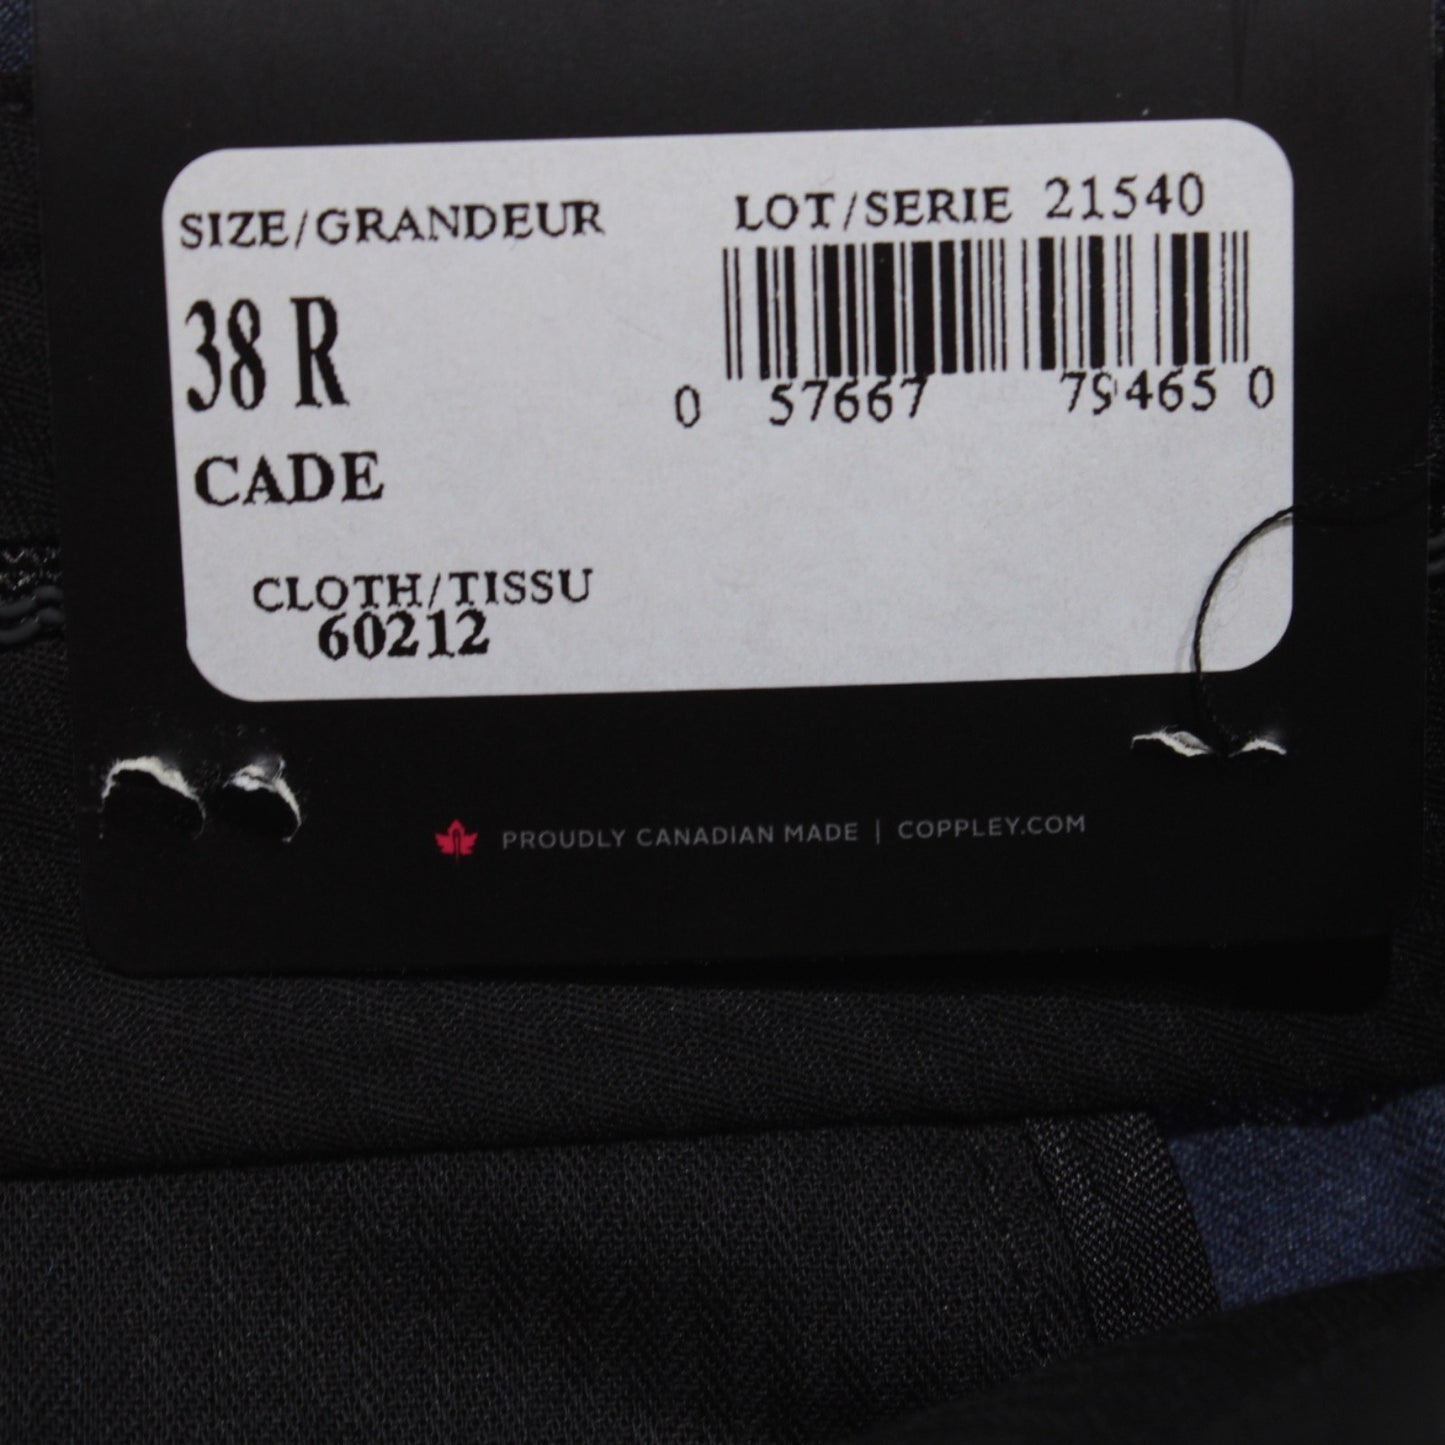 SIZE/GRANDEUR
LOT/SERIE 21540
38 R
0 57667 79465 0
CADE
CLOTH/TISSU
60212
PROUDLY CANADIAN MADE | COPPLEY.COM